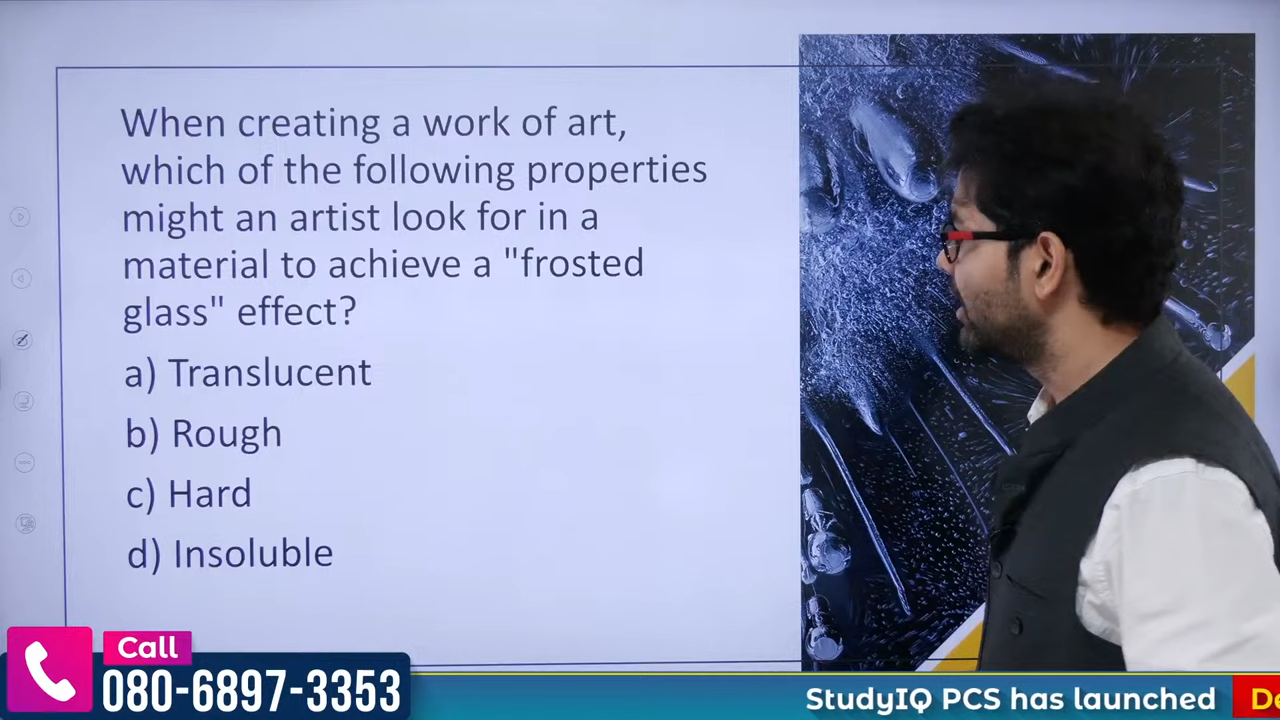 When creating a work of art,
which of the following properties
might an artist look for in a
material to achieve a "frosted
glass" effect?
a) Translucent
b) Rough
c) Hard
d) Insoluble
Call
080-6897-3353
StudyIQ PCS has launched